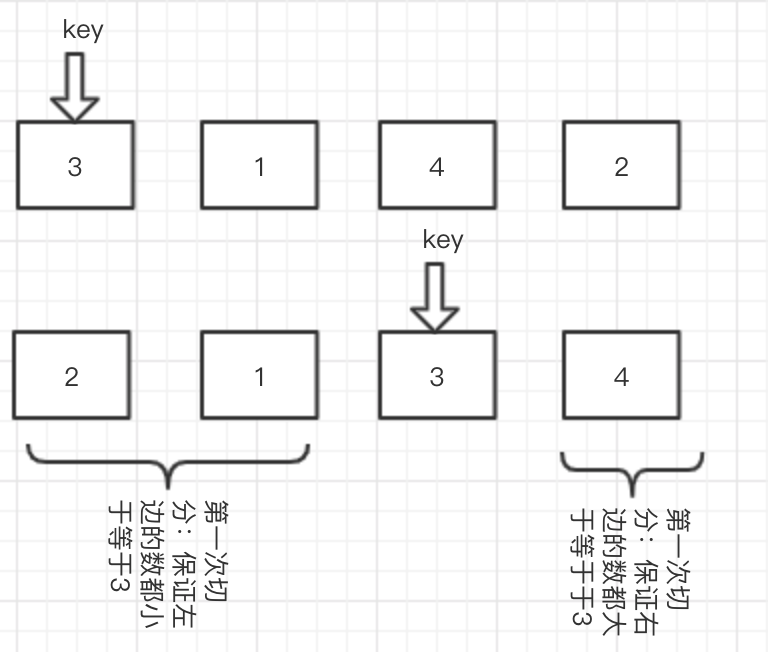 key
3
1
4
2
key
2
1
3
4
第一次切
分：保证左
边的数都小
于等于3
第一次切
分：保证右
边的数都大
于等于于3